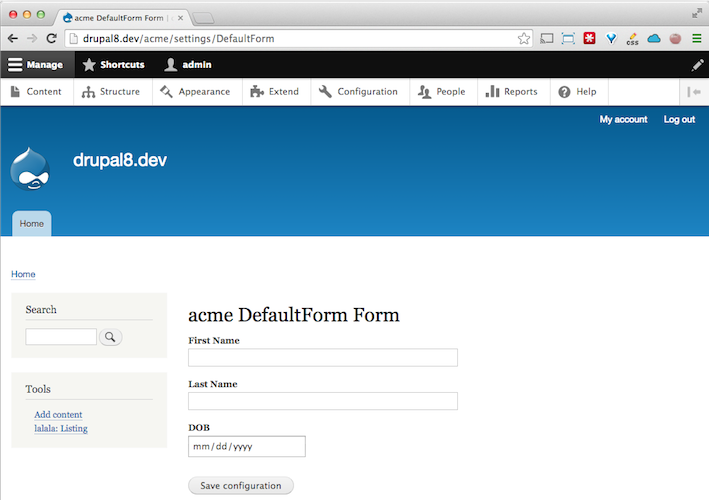 acme DefaultForm Form |
drupal8.dev/acme/settings/DefaultForm
css
Manage Shortcuts admin
Content Structure Appearance Extend Configuration People Reports Help
My account Log out
drupal8.dev
Home
Home
Search
Tools
Add content
lalala: Listing
acme DefaultForm Form
First Name
Last Name
DOB
mm/dd/yyyy
Save configuration